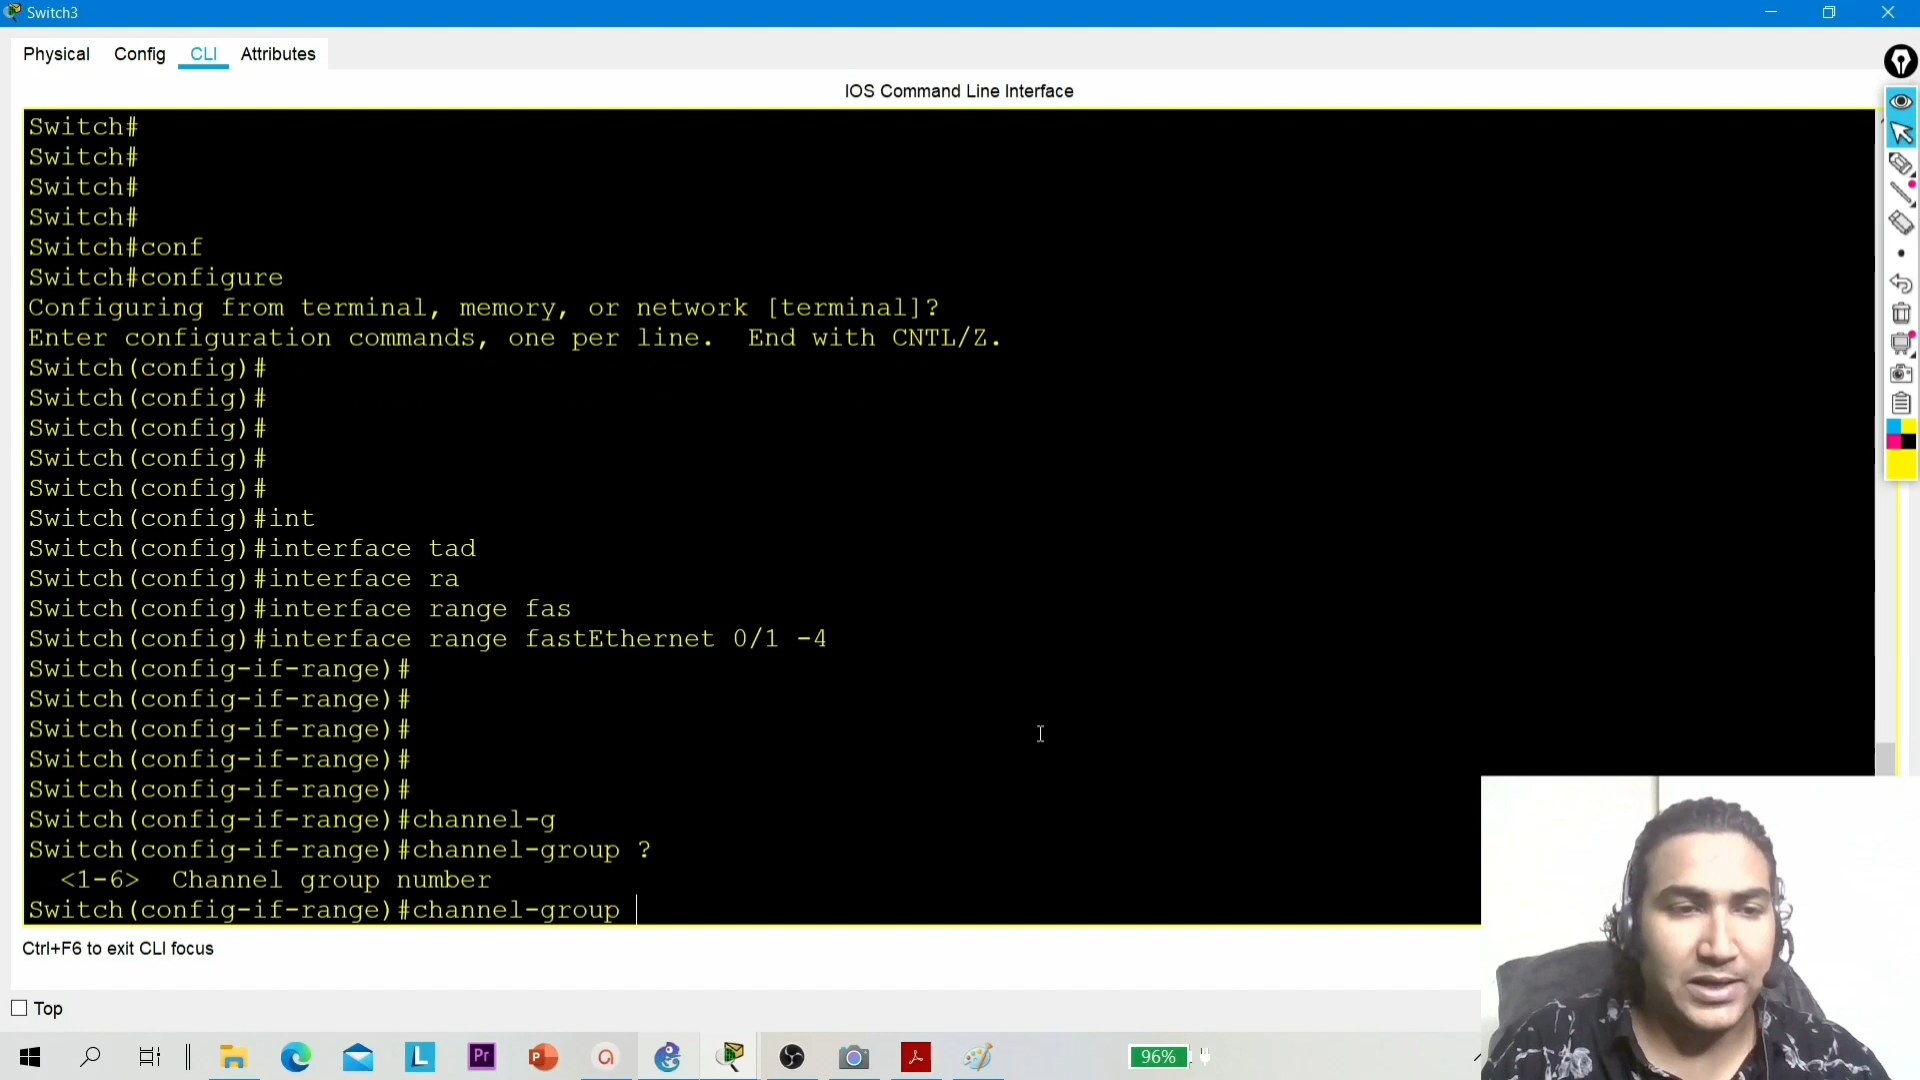 Switch3
Physical Config CLI Attributes
IOS Command Line Interface
Switch#
Switch#
Switch#
Switch#
Switch#conf
Switch#configure
Configuring from terminal, memory, or network [terminal]?
Enter configuration commands, one per line.  End with CNTL/Z.
Switch(config)#
Switch(config)#
Switch(config)#
Switch(config)#
Switch(config)#
Switch(config)#int
Switch(config)#interface tad
Switch(config)#interface ra
Switch(config)#interface range fas
Switch(config)#interface range fastEthernet 0/1 -4
Switch(config-if-range)#
Switch(config-if-range)#
Switch(config-if-range)#
Switch(config-if-range)#
Switch(config-if-range)#
Switch(config-if-range)#channel-g
Switch(config-if-range)#channel-group ?
  <1-6>  Channel group number
Switch(config-if-range)#channel-group
Ctrl+F6 to exit CLI focus
Top
L Pr P 96%